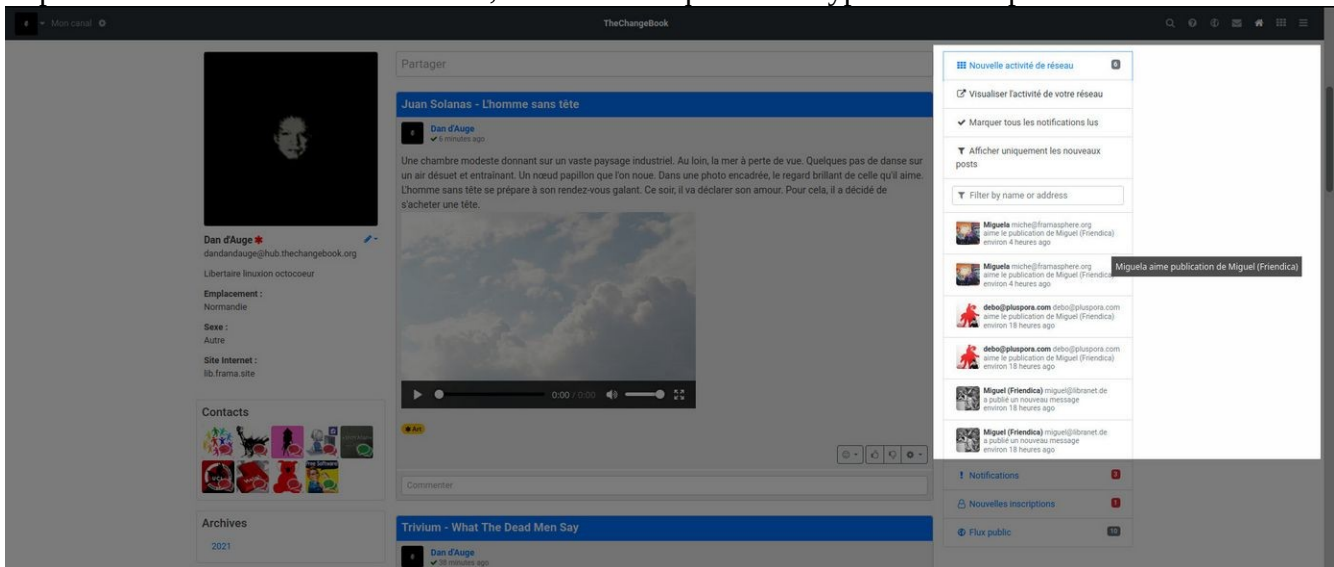 Mon canal
TheChangeBook
Dan d'Auge
dandandauge@hub.thechangebook.org
Libertaire linuxion octocoeur
Emplacement :
Normandie
Sexe :
Autre
Site Internet :
lib.frama.site
Contacts
Archives
2021
Partager
Juan Solanas - L'homme sans tête
Dan d'Auge
6 minutes ago
Une chambre modeste donnant sur un vaste paysage industriel. Au loin, la mer à perte de vue. Quelques pas de danse sur
un air désuet et entraînant. Un nœud papillon que l'on noue. Dans une photo encadrée, le regard brillant de celle qu'il aime.
L'homme sans tête se prépare à son rendez-vous galant. Ce soir, il va déclarer son amour. Pour cela, il a décidé de
s'acheter une tête.
0:00 / 0:00
Art
Commenter
Trivium - What The Dead Men Say
Dan d'Auge
38 minutes ago
Nouvelle activité de réseau 6
Visualiser l'activité de votre réseau
Marquer tous les notifications lus
Afficher uniquement les nouveaux
posts
Filter by name or address
Miguela miche@framasphere.org
aime le publication de Miguel (Friendica)
environ 4 heures ago
Miguela miche@framasphere.org
aime le publication de Miguel (Friendica)
environ 4 heures ago
Miguela aime publication de Miguel (Friendica)
debo@pluspora.com debo@pluspora.com
aime le publication de Miguel (Friendica)
environ 18 heures ago
debo@pluspora.com debo@pluspora.com
aime le publication de Miguel (Friendica)
environ 18 heures ago
Miguel (Friendica) miguel@libranet.de
a publié un nouveau message
environ 18 heures ago
Miguel (Friendica) miguel@libranet.de
a publié un nouveau message
environ 18 heures ago
Notifications 3
Nouvelles inscriptions 1
Flux public 10